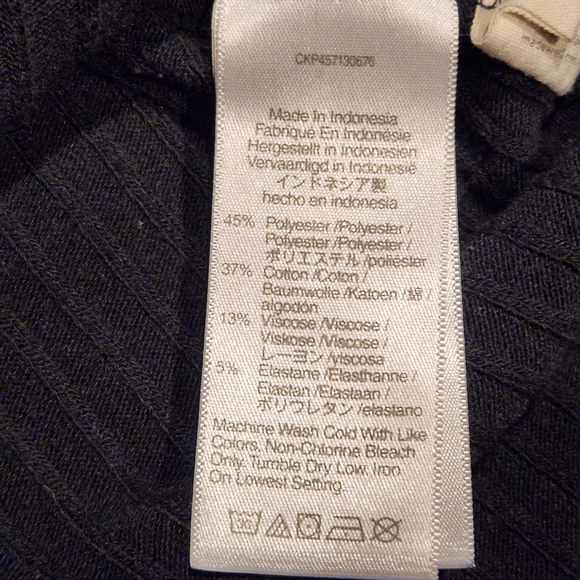 CKP457130676
Made In Indonesia
Fabriqué En Indonésie
Hergestellt in Indonesien
Vervaardigd in Indonesië
インドネシア製
hecho en indonesia
45% Polyester /Polyester /
Polyester /Polyester /
ポリエステル /poliéster
37% Cotton /Coton /
Baumwolle /Katoen /綿 /
algodón
13% Viscose /Viscose /
Viskose /Viscose /
レーヨン /viscosa
5% Elastane /Elasthanne /
Elastan /Elastaan /
ポリウレタン /elastano
Machine Wash Cold With Like
Colors. Non-Chlorine Bleach
Only. Tumble Dry Low. Iron
On Lowest Setting.
30